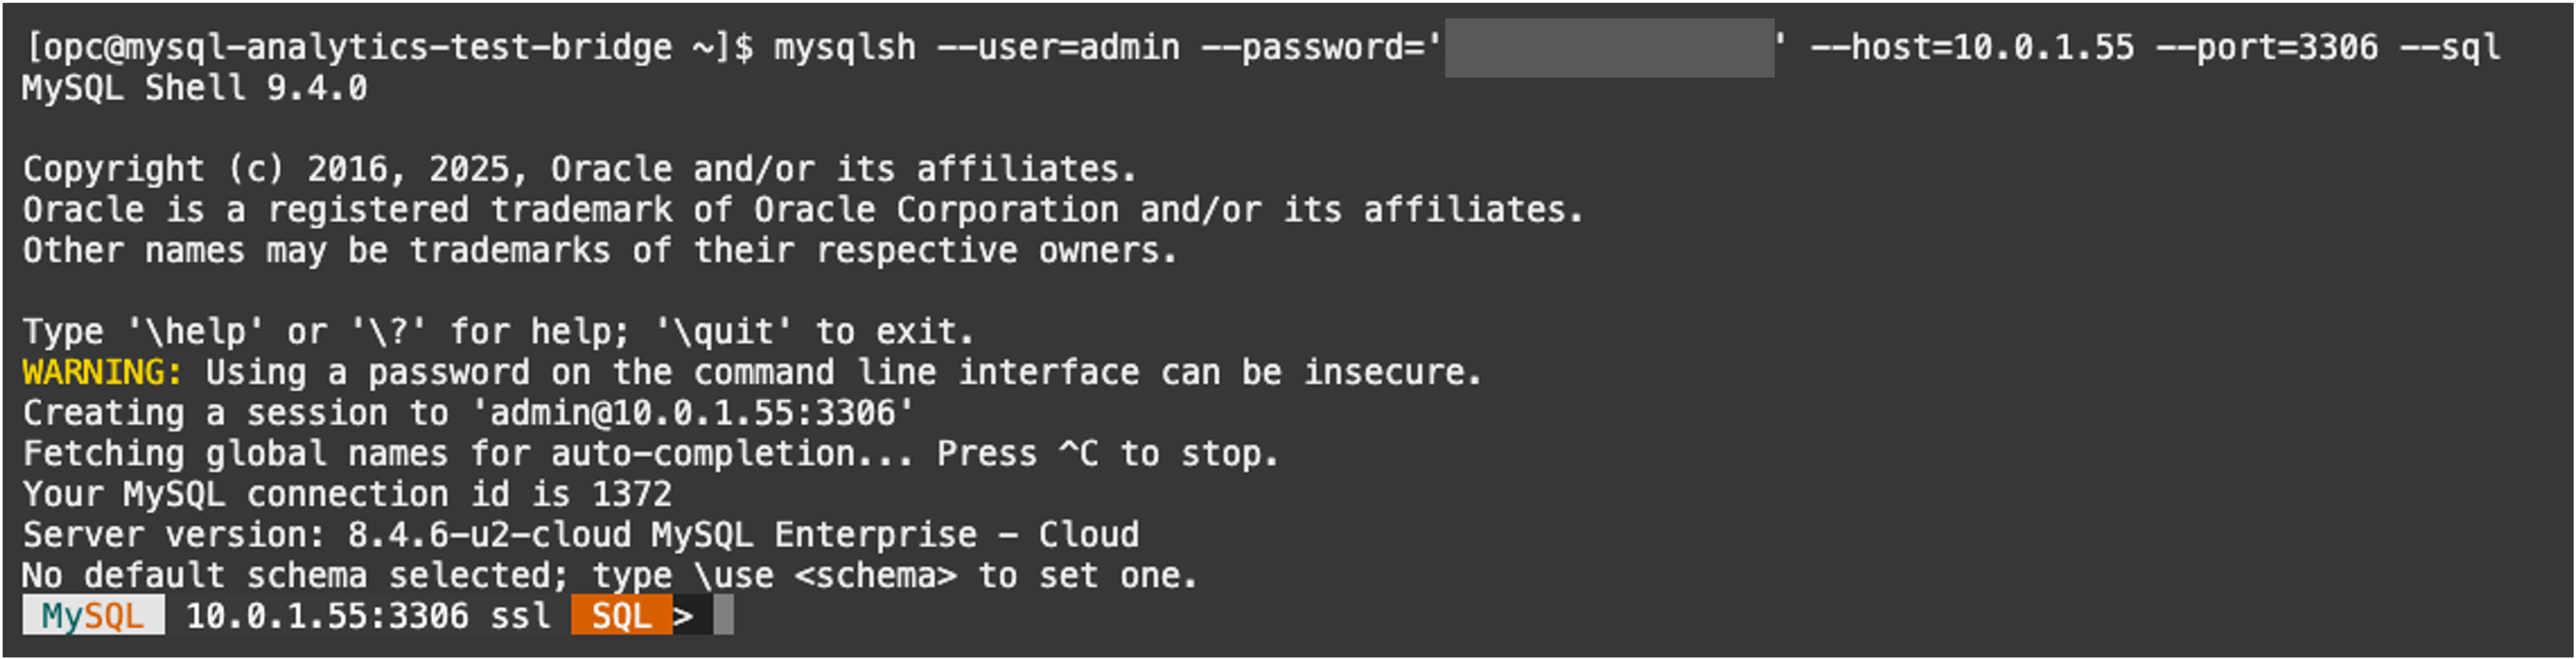 [opc@mysql-analytics-test-bridge ~]$ mysqlsh --user=admin --password='' --host=10.0.1.55 --port=3306 --sql
MySQL Shell 9.4.0
Copyright (c) 2016, 2025, Oracle and/or its affiliates.
Oracle is a registered trademark of Oracle Corporation and/or its affiliates.
Other names may be trademarks of their respective owners.
Type '\help' or '\?' for help; '\quit' to exit.
WARNING: Using a password on the command line interface can be insecure.
Creating a session to 'admin@10.0.1.55:3306'
Fetching global names for auto-completion... Press ^C to stop.
Your MySQL connection id is 1372
Server version: 8.4.6-u2-cloud MySQL Enterprise - Cloud
No default schema selected; type \use <schema> to set one.
MySQL 10.0.1.55:3306 ssl SQL >